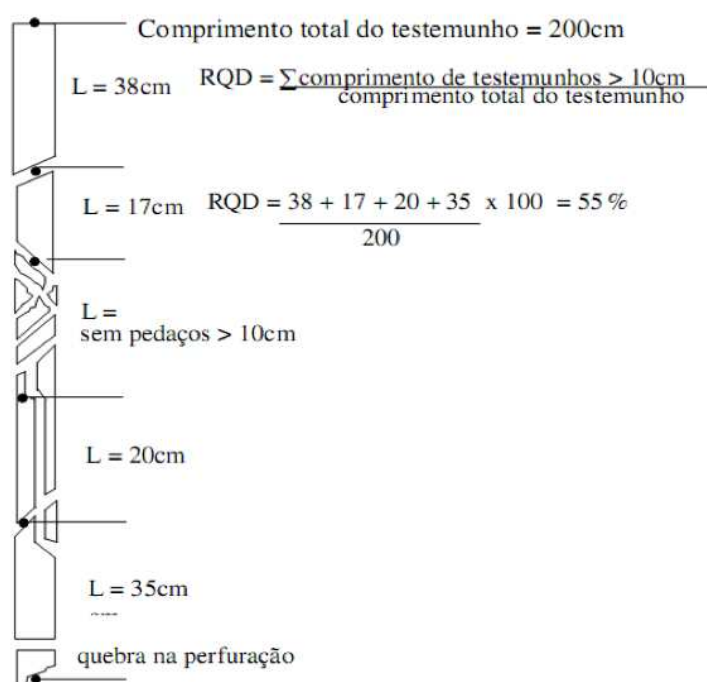 Comprimento total do testemunho = 200cm
L = 38cm
RQD = ∑comprimento de testemunhos > 10cm
comprimento total do testemunho
L = 17cm
RQD = 38 + 17 + 20 + 35 x 100 = 55 %
200
L =
sem pedaços > 10cm
L = 20cm
L = 35cm
quebra na perfuração